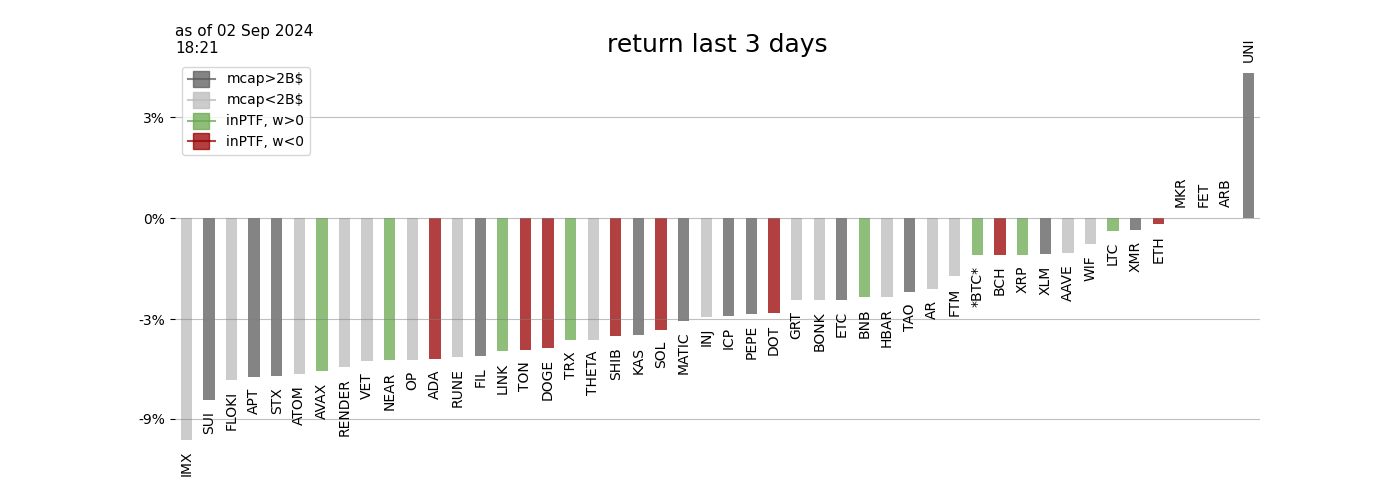 as of 02 Sep 2024
18:21
return last 3 days
mcap>2B$
mcap<2B$
inPTF, w>0
inPTF, w<0
3%
0%
-3%
-9%
IMX
SUI
FLOKI
APT
STX
ATOM
AVAX
RENDER
VET
NEAR
OP
ADA
RUNE
FIL
LINK
TON
DOGE
TRX
THETA
SHIB
KAS
SOL
MATIC
INJ
ICP
PEPE
DOT
GRT
BONK
ETC
BNB
HBAR
TAO
AR
FTM
*BTC*
BCH
XRP
XLM
AAVE
WIF
LTC
XMR
ETH
MKR
FET
ARB
UNI